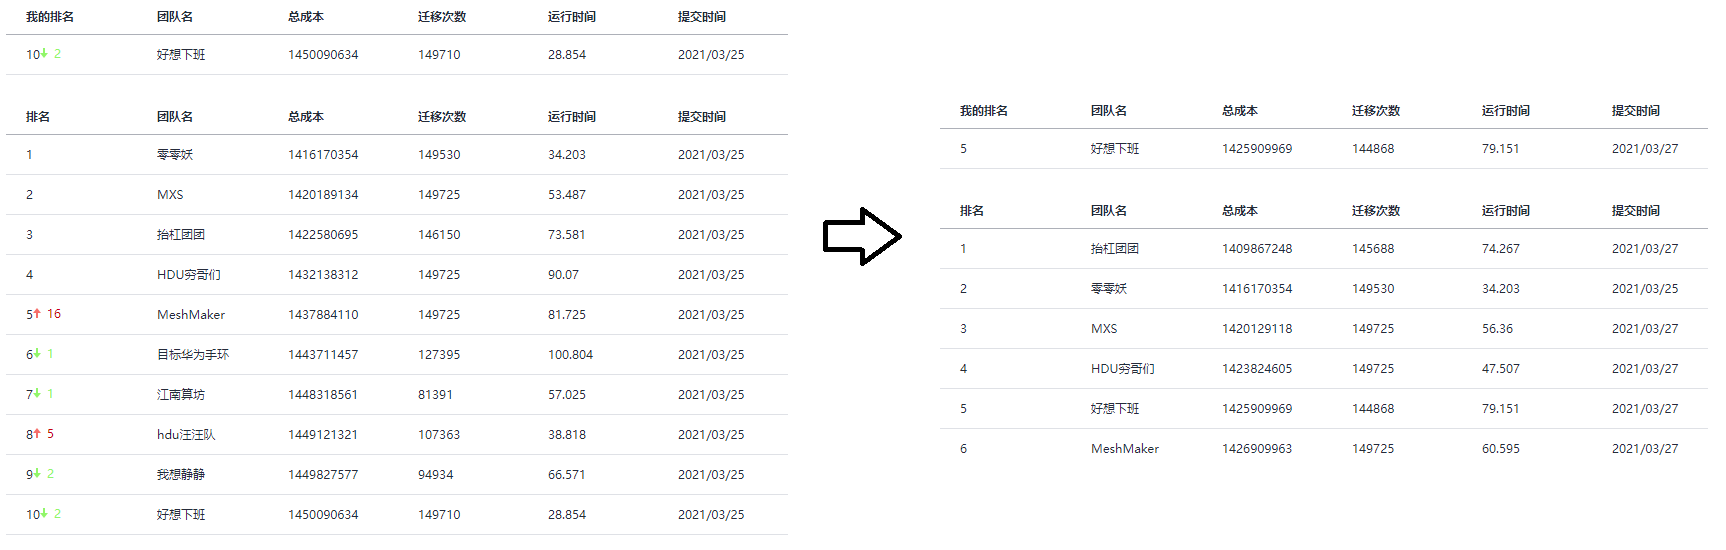 我的排名 团队名 总成本 迁移次数 运行时间 提交时间
10 2 好想下班 1450090634 149710 28.854 2021/03/25
排名 团队名 总成本 迁移次数 运行时间 提交时间
1 零零妖 1416170354 149530 34.203 2021/03/25
2 MXS 1420189134 149725 53.487 2021/03/25
3 抬杠团团 1422580695 146150 73.581 2021/03/25
4 HDU穷哥们 1432138312 149725 90.07 2021/03/25
5 16 MeshMaker 1437884110 149725 81.725 2021/03/25
6 1 目标华为手环 1443711457 127395 100.804 2021/03/25
7 1 江南算坊 1448318561 81391 57.025 2021/03/25
8 5 hdu汪汪队 1449121321 107363 38.818 2021/03/25
9 2 我想静静 1449827577 94934 66.571 2021/03/25
10 2 好想下班 1450090634 149710 28.854 2021/03/25
我的排名 团队名 总成本 迁移次数 运行时间 提交时间
5 好想下班 1425909969 144868 79.151 2021/03/27
排名 团队名 总成本 迁移次数 运行时间 提交时间
1 抬杠团团 1409867248 145688 74.267 2021/03/27
2 零零妖 1416170354 149530 34.203 2021/03/25
3 MXS 1420129118 149725 56.36 2021/03/27
4 HDU穷哥们 1423824605 149725 47.507 2021/03/27
5 好想下班 1425909969 144868 79.151 2021/03/27
6 MeshMaker 1426909963 149725 60.595 2021/03/27